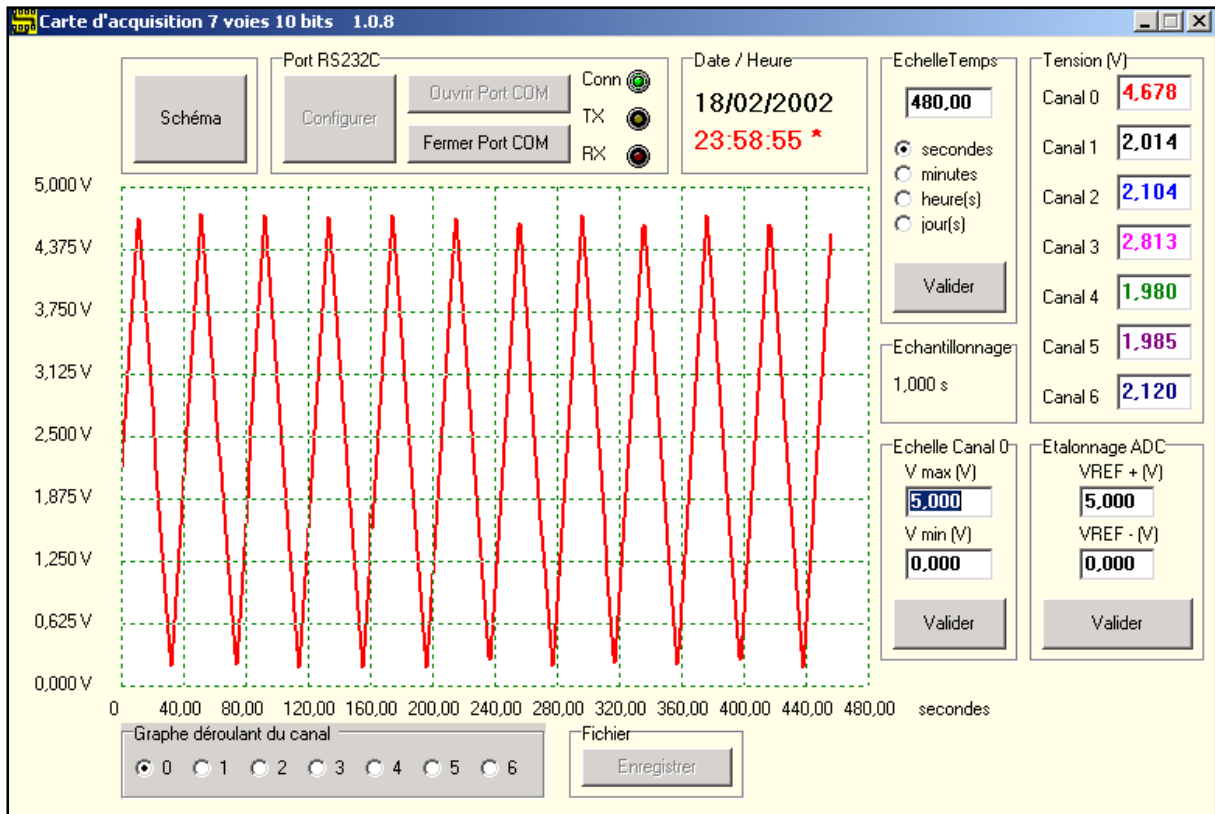 Carte d'acquisition 7 voies 10 bits 1.0.8
Schéma
Port RS232C
Configurer
Ouvrir Port COM
Fermer Port COM
Conn
TX
RX
Date / Heure
18/02/2002
23:58:55 *
EchelleTemps
480,00
secondes
minutes
heure(s)
jour(s)
Valider
Tension (V)
Canal 0 4,678
Canal 1 2,014
Canal 2 2,104
Canal 3 2,813
Canal 4 1,980
Canal 5 1,985
Canal 6 2,120
Echantillonnage
1,000 s
Echelle Canal 0
V max (V)
5,000
V min (V)
0,000
Valider
Etalonnage ADC
VREF + (V)
5,000
VREF - (V)
0,000
Valider
5,000 V
4,375 V
3,750 V
3,125 V
2,500 V
1,875 V
1,250 V
0,625 V
0,000 V
0 40,00 80,00 120,00 160,00 200,00 240,00 280,00 320,00 360,00 400,00 440,00 480,00 secondes
Graphe déroulant du canal
0 1 2 3 4 5 6
Fichier
Enregistrer